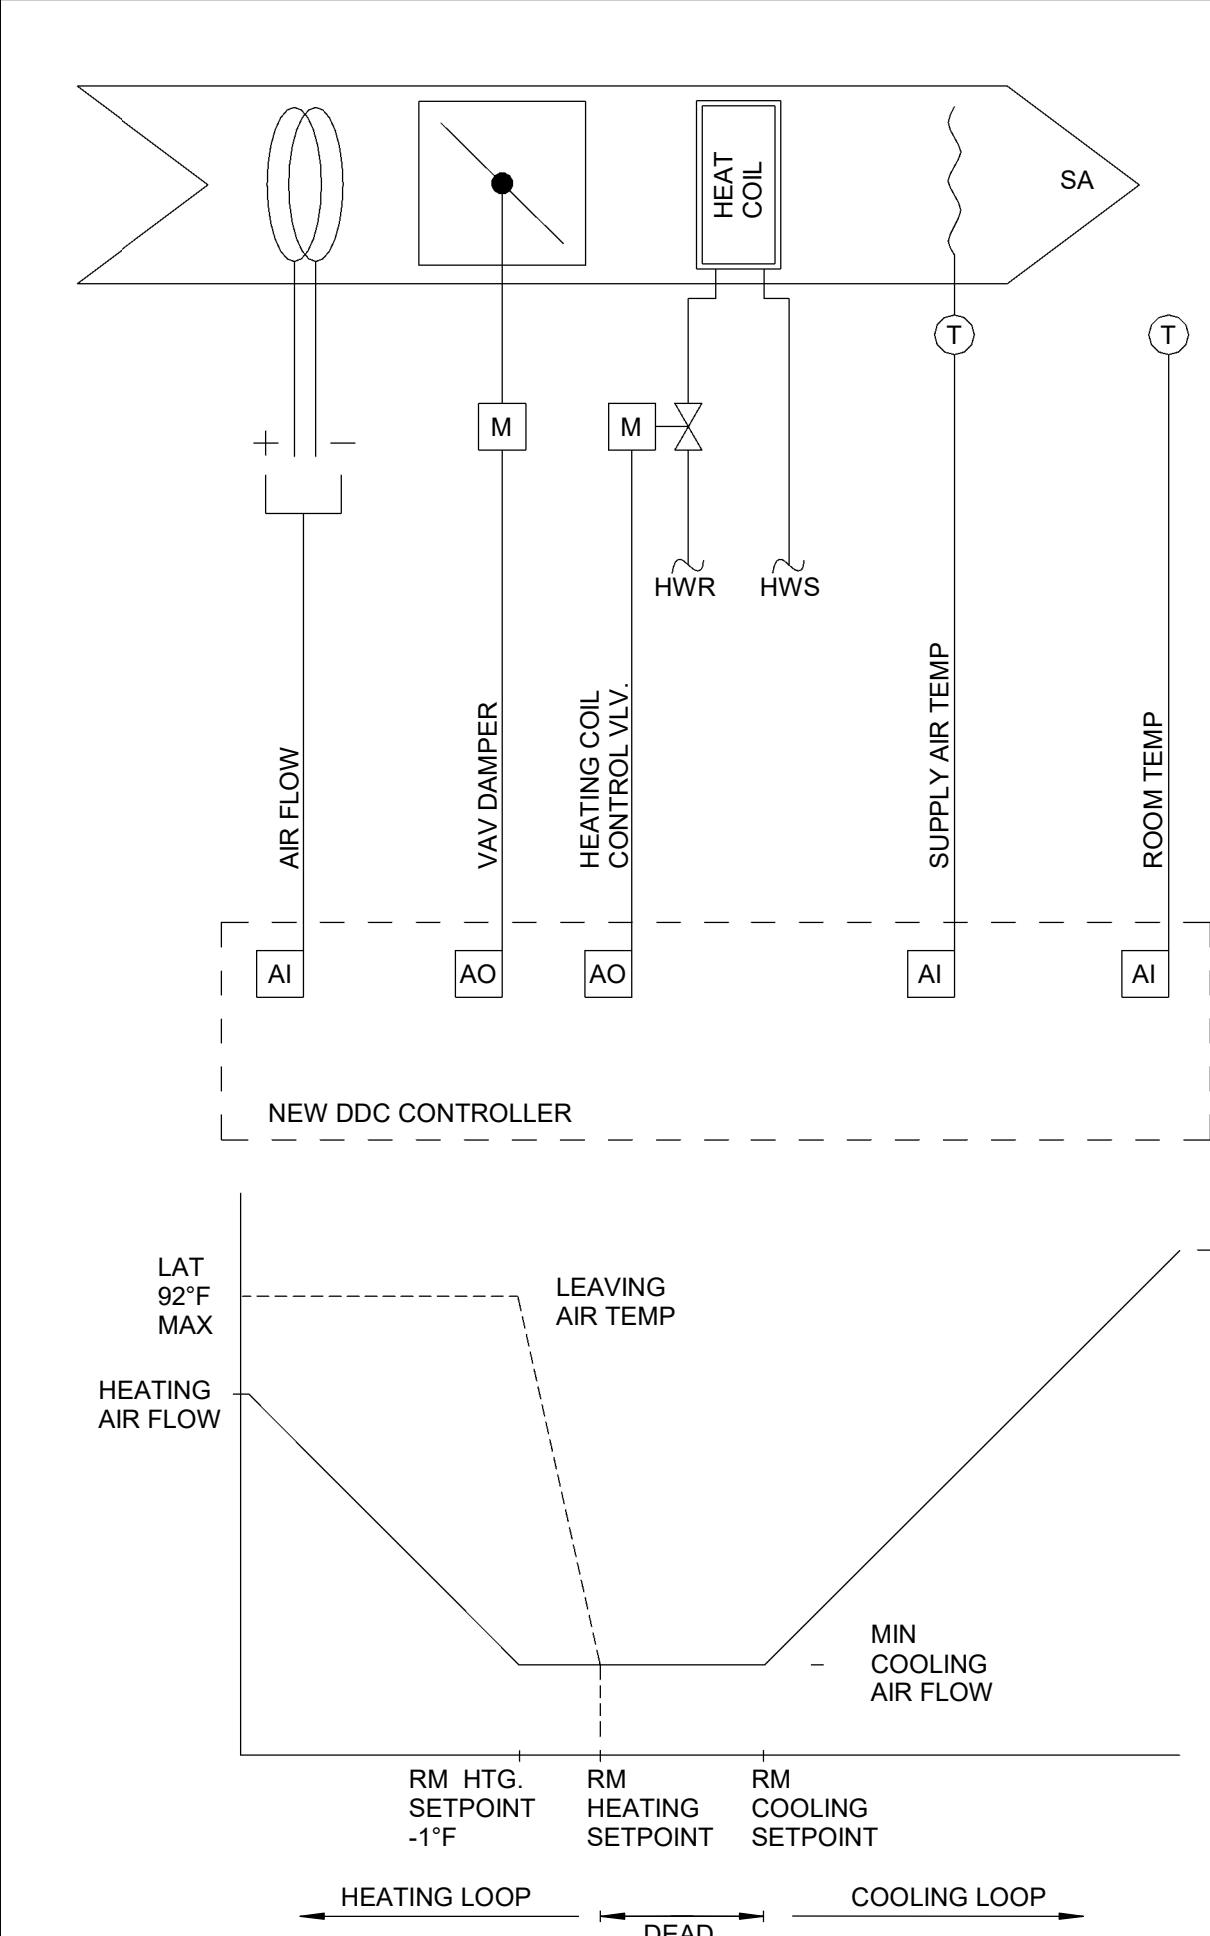 HEAT
COIL
SA
T
T
+
−
M
M
HWR
HWS
AIR FLOW
VAV DAMPER
HEATING COIL
CONTROL VLV.
SUPPLY AIR TEMP
ROOM TEMP
AI
AO
AO
AI
AI
NEW DDC CONTROLLER
LAT
92°F
MAX
LEAVING
AIR TEMP
HEATING
AIR FLOW
MIN
COOLING
AIR FLOW
RM HTG.
SETPOINT
-1°F
RM
HEATING
SETPOINT
RM
COOLING
SETPOINT
HEATING LOOP
COOLING LOOP
DEAD